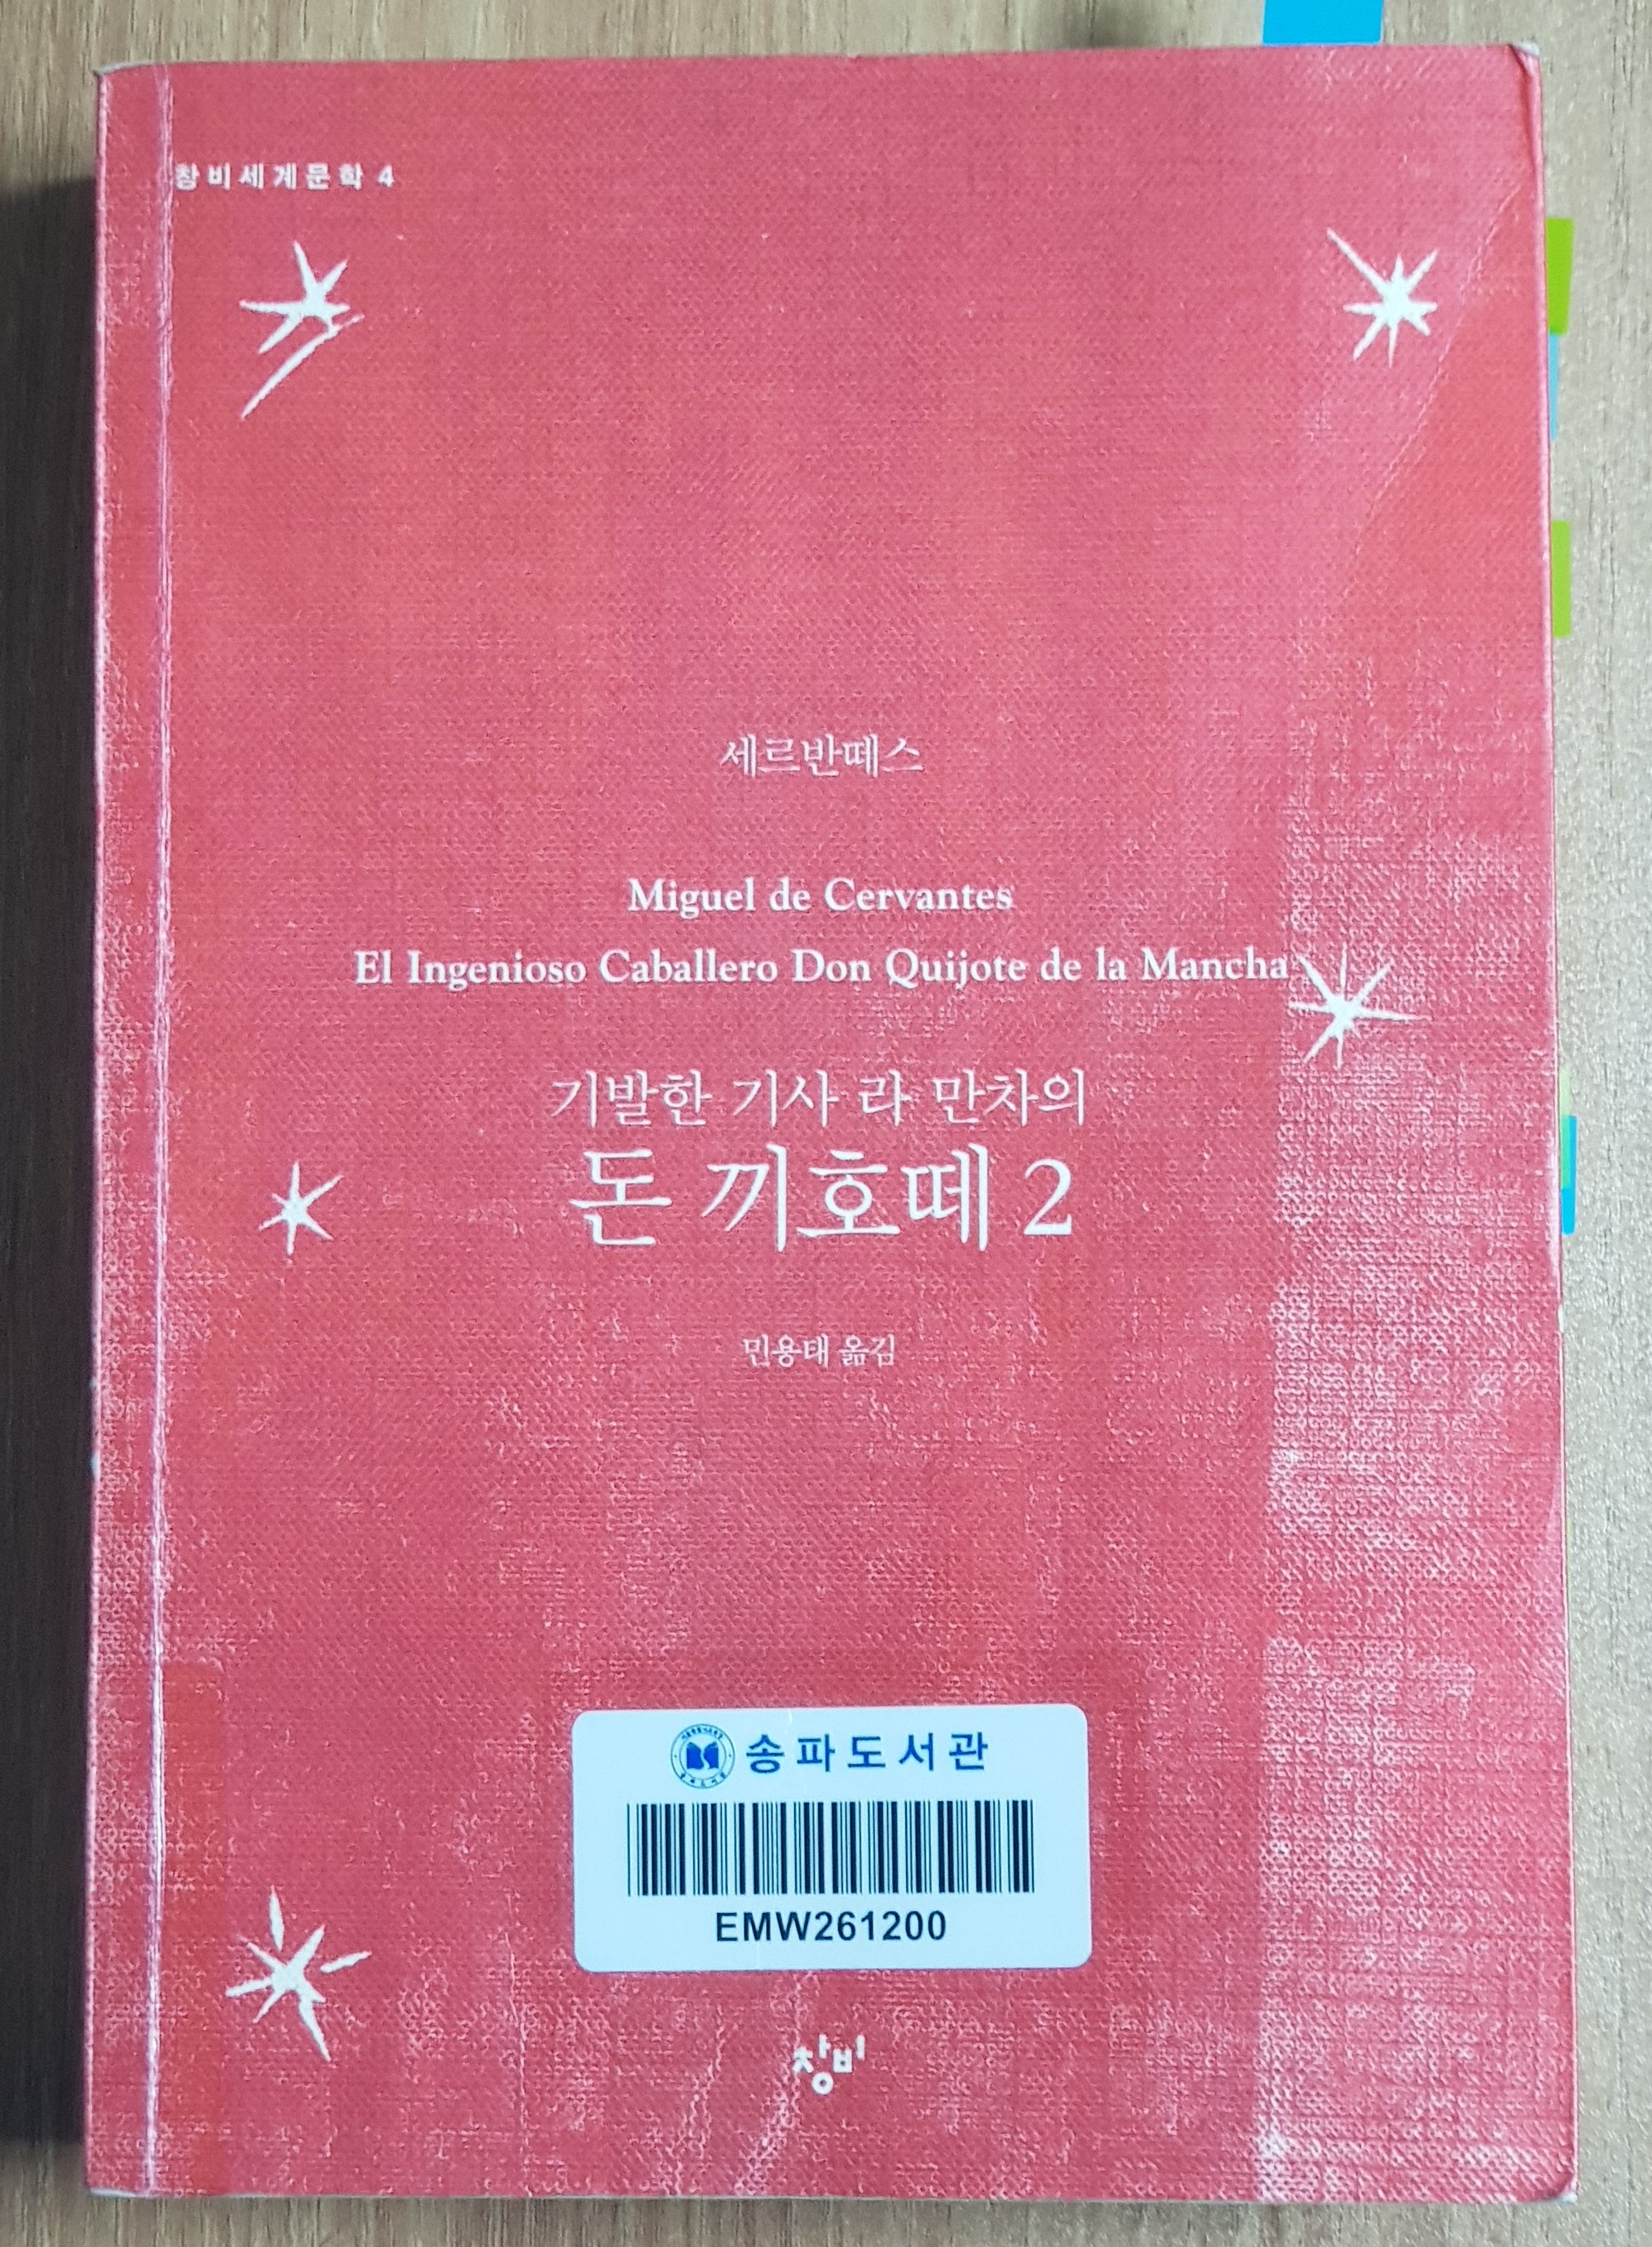 창비세계문학 4
세르반떼스
Miguel de Cervantes
El Ingenioso Caballero Don Quijote de la Mancha
기발한 기사 라 만차의
돈 끼호떼 2
민용태 옮김
송파도서관
EMW261200
창비